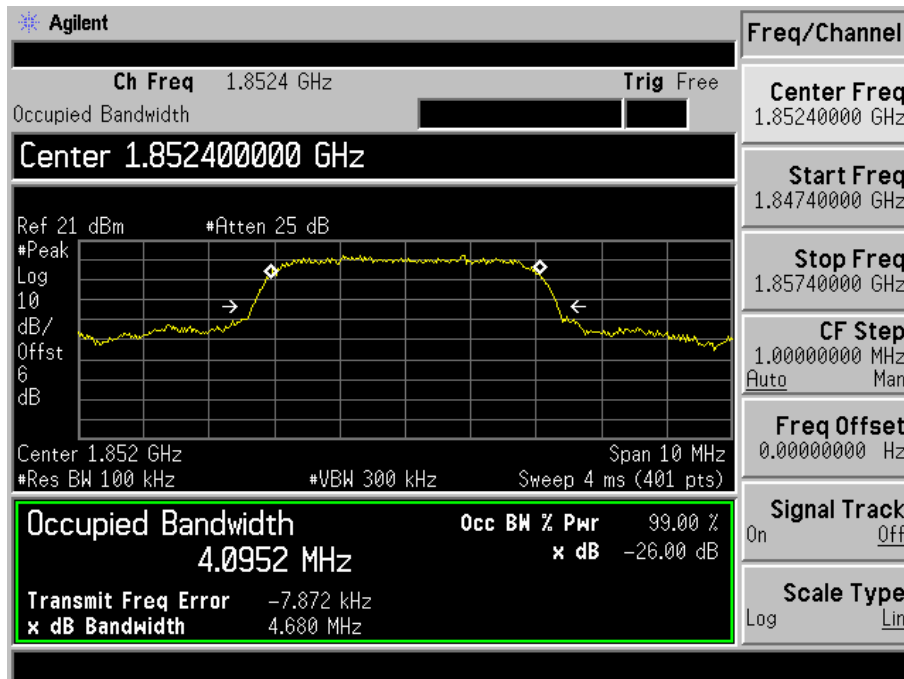 Agilent
Ch Freq 1.8524 GHz Trig Free
Occupied Bandwidth
Center 1.852400000 GHz
Ref 21 dBm #Atten 25 dB
#Peak
Log
10
dB/
Offst
6
dB
Center 1.852 GHz Span 10 MHz
#Res BW 100 kHz #VBW 300 kHz Sweep 4 ms (401 pts)
Occupied Bandwidth
4.0952 MHz
Occ BW % Pwr 99.00 %
x dB -26.00 dB
Transmit Freq Error -7.872 kHz
x dB Bandwidth 4.680 MHz
Freq/Channel
Center Freq
1.85240000 GHz
Start Freq
1.84740000 GHz
Stop Freq
1.85740000 GHz
CF Step
1.00000000 MHz
Auto Man
Freq Offset
0.00000000 Hz
Signal Track
On Off
Scale Type
Log Lin